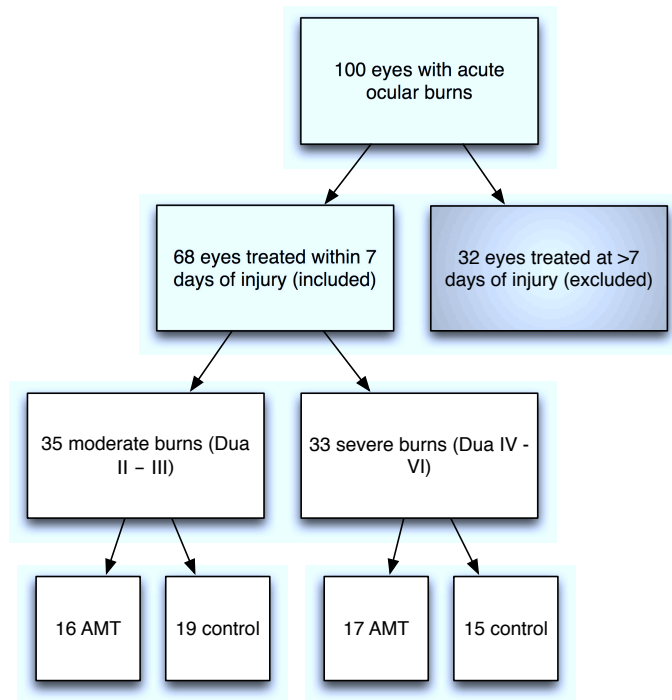 100 eyes with acute
ocular burns
68 eyes treated within 7
days of injury (included)
32 eyes treated at >7
days of injury (excluded)
35 moderate burns (Dua
II – III)
33 severe burns (Dua IV -
VI)
16 AMT
19 control
17 AMT
15 control